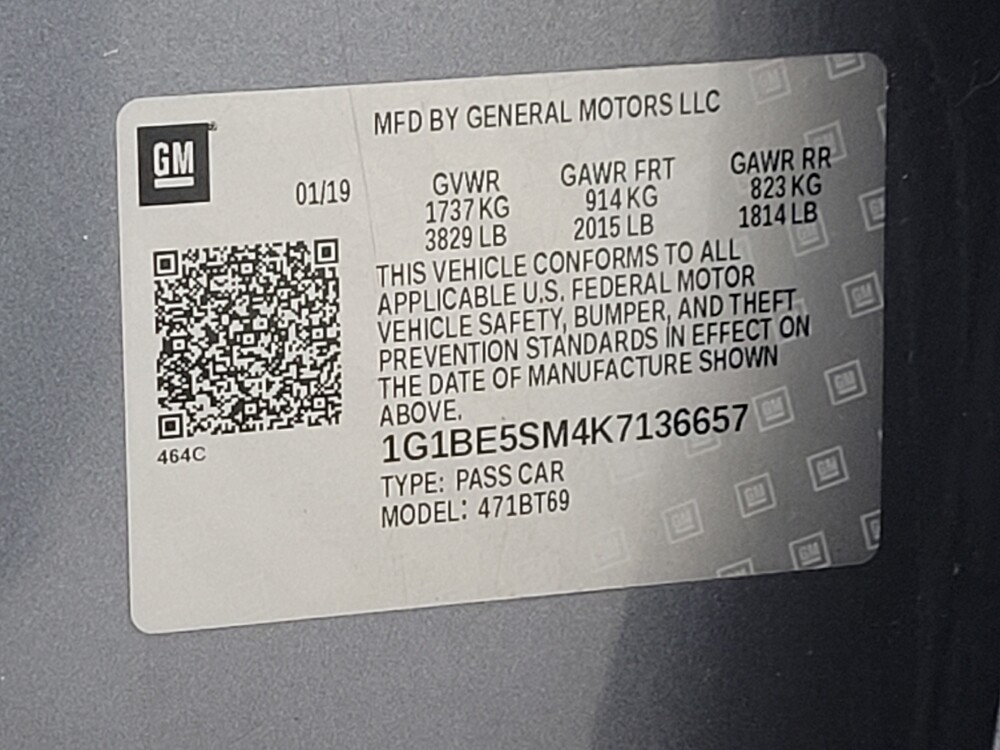 MFD BY GENERAL MOTORS LLC
GM
01/19
GVWR GAWR FRT GAWR RR
1737 KG 914 KG 823 KG
3829 LB 2015 LB 1814 LB
THIS VEHICLE CONFORMS TO ALL
APPLICABLE U.S. FEDERAL MOTOR
VEHICLE SAFETY, BUMPER, AND THEFT
PREVENTION STANDARDS IN EFFECT ON
THE DATE OF MANUFACTURE SHOWN
ABOVE.
464C
1G1BE5SM4K7136657
TYPE: PASS CAR
MODEL: 471BT69